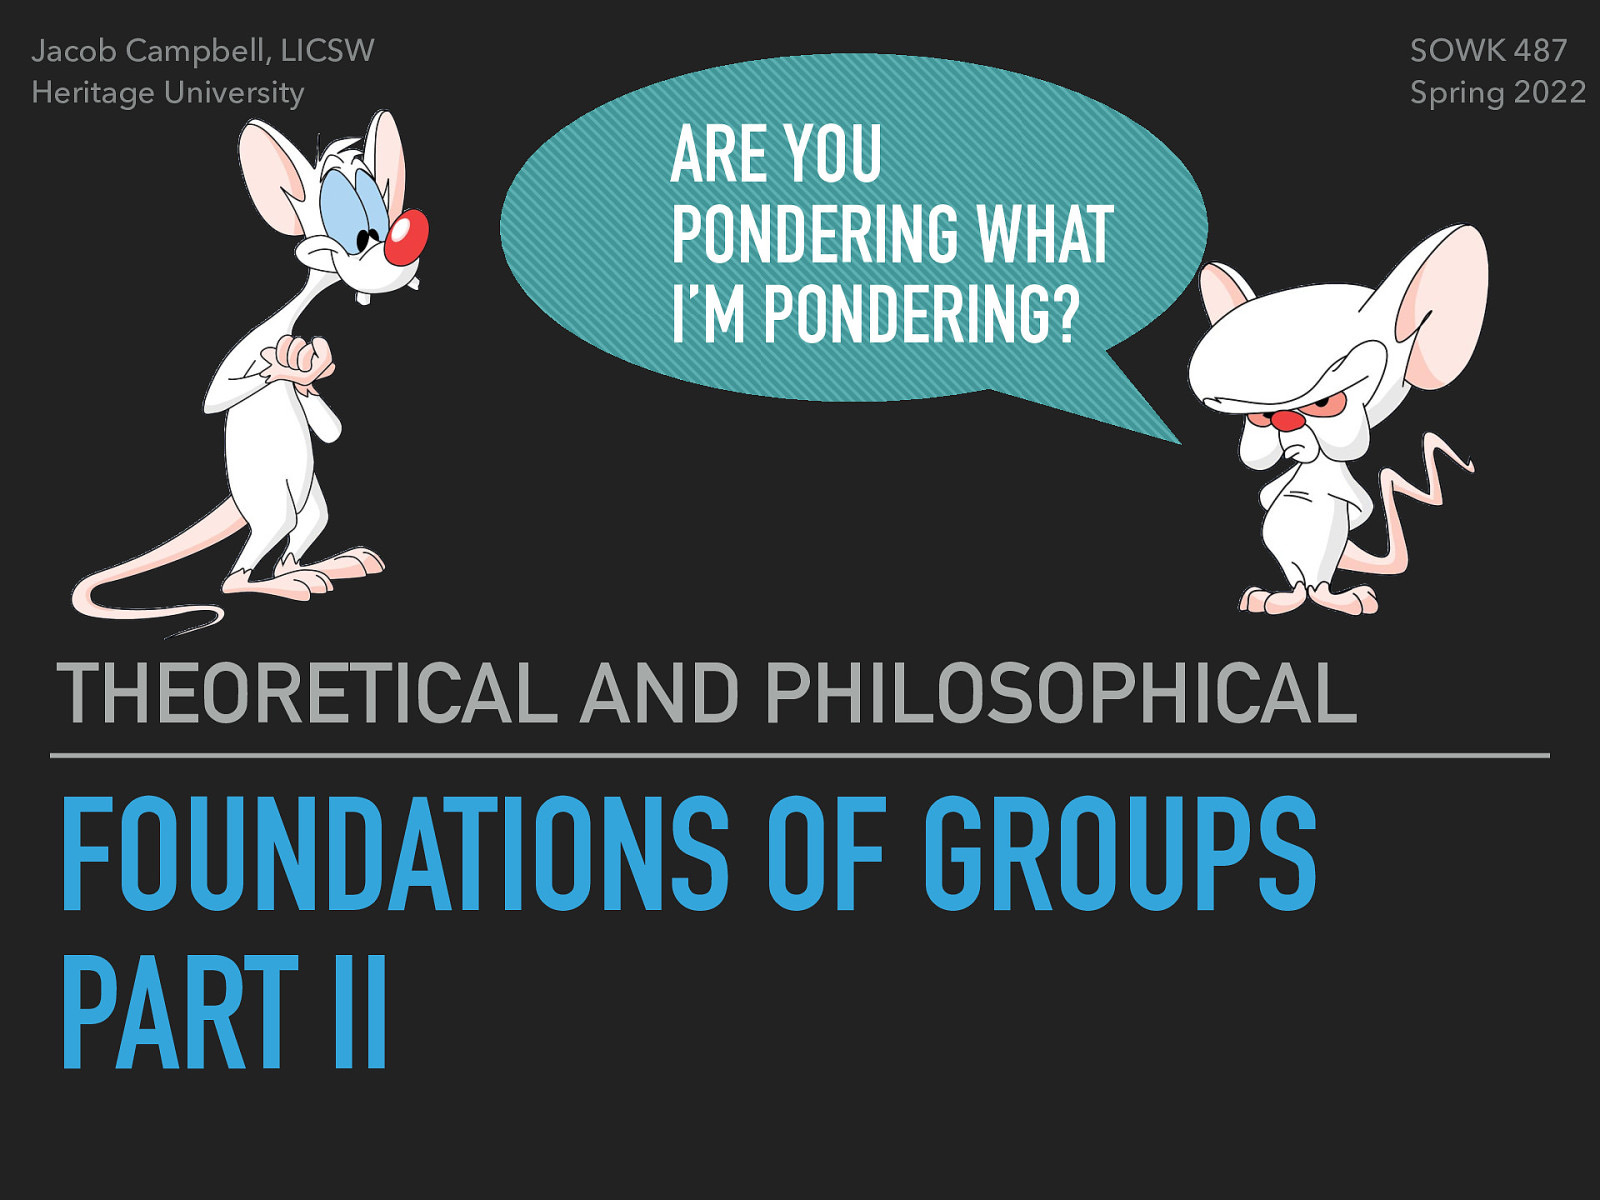 Jacob Campbell, LICSW
Heritage University
SOWK 487
Spring 2022
ARE YOU
PONDERING WHAT
I’M PONDERING?
THEORETICAL AND PHILOSOPHICAL
FOUNDATIONS OF GROUPS
PART II